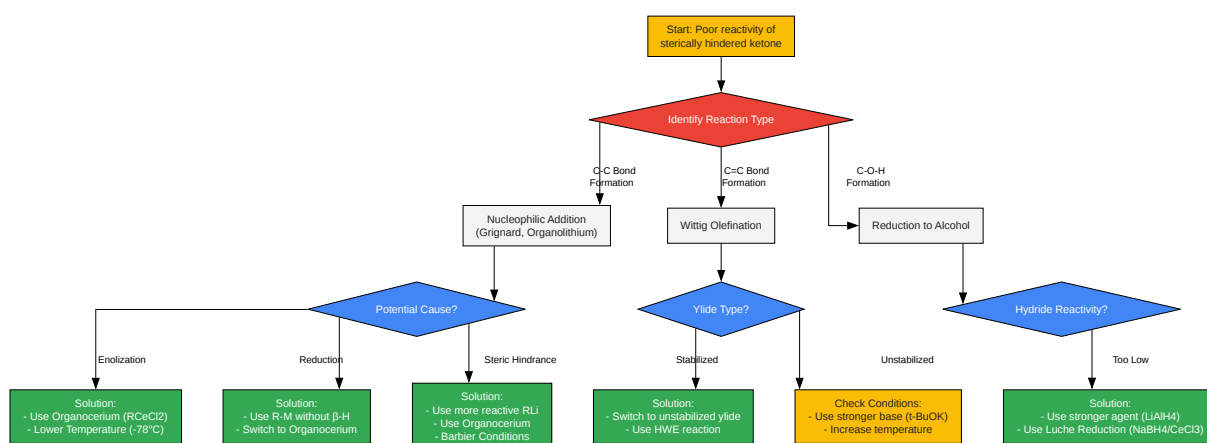 Start: Poor reactivity of
sterically hindered ketone
Identify Reaction Type
C-C Bond
Formation
C=C Bond
Formation
C-O-H
Formation
Nucleophilic Addition
(Grignard, Organolithium)
Wittig Olefination
Reduction to Alcohol
Potential Cause?
Ylide Type?
Hydride Reactivity?
Enolization
Reduction
Steric Hindrance
Stabilized
Unstabilized
Too Low
Solution:
- Use Organocerium (RCeCl2)
- Lower Temperature (-78°C)
Solution:
- Use R-M without β-H
- Switch to Organocerium
Solution:
- Use more reactive RLi
- Use Organocerium
- Barbier Conditions
Solution:
- Switch to unstabilized ylide
- Use HWE reaction
Check Conditions:
- Use stronger base (t-BuOK)
- Increase temperature
Solution:
- Use stronger agent (LiAlH4)
- Use Luche Reduction (NaBH4/CeCl3)